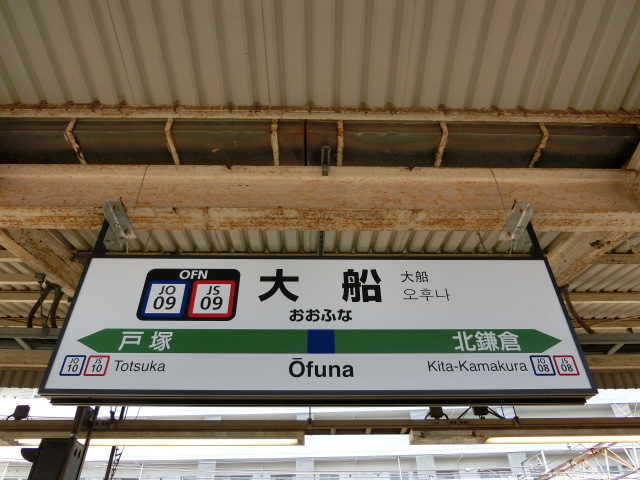 OFN
JO 09 JS 09
大船
おおふな
大船
오후나
戸塚 北鎌倉
JO 10 JS 10 Totsuka
Ōfuna
Kita-Kamakura JO 08 JS 08